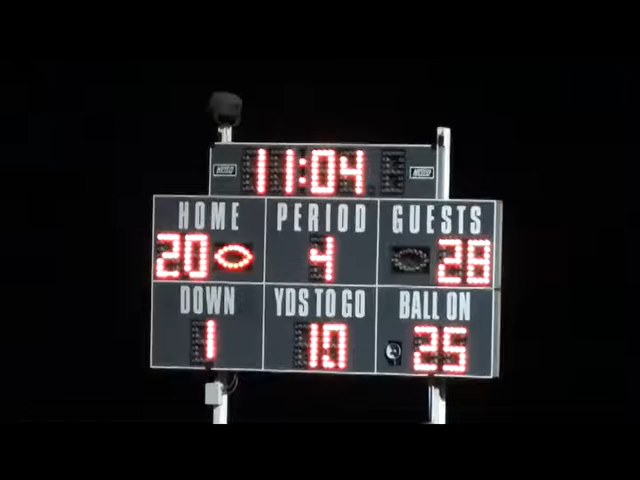 11:04
HOME PERIOD GUESTS
20 4 28
DOWN YDS TO GO BALL ON
1 10 25